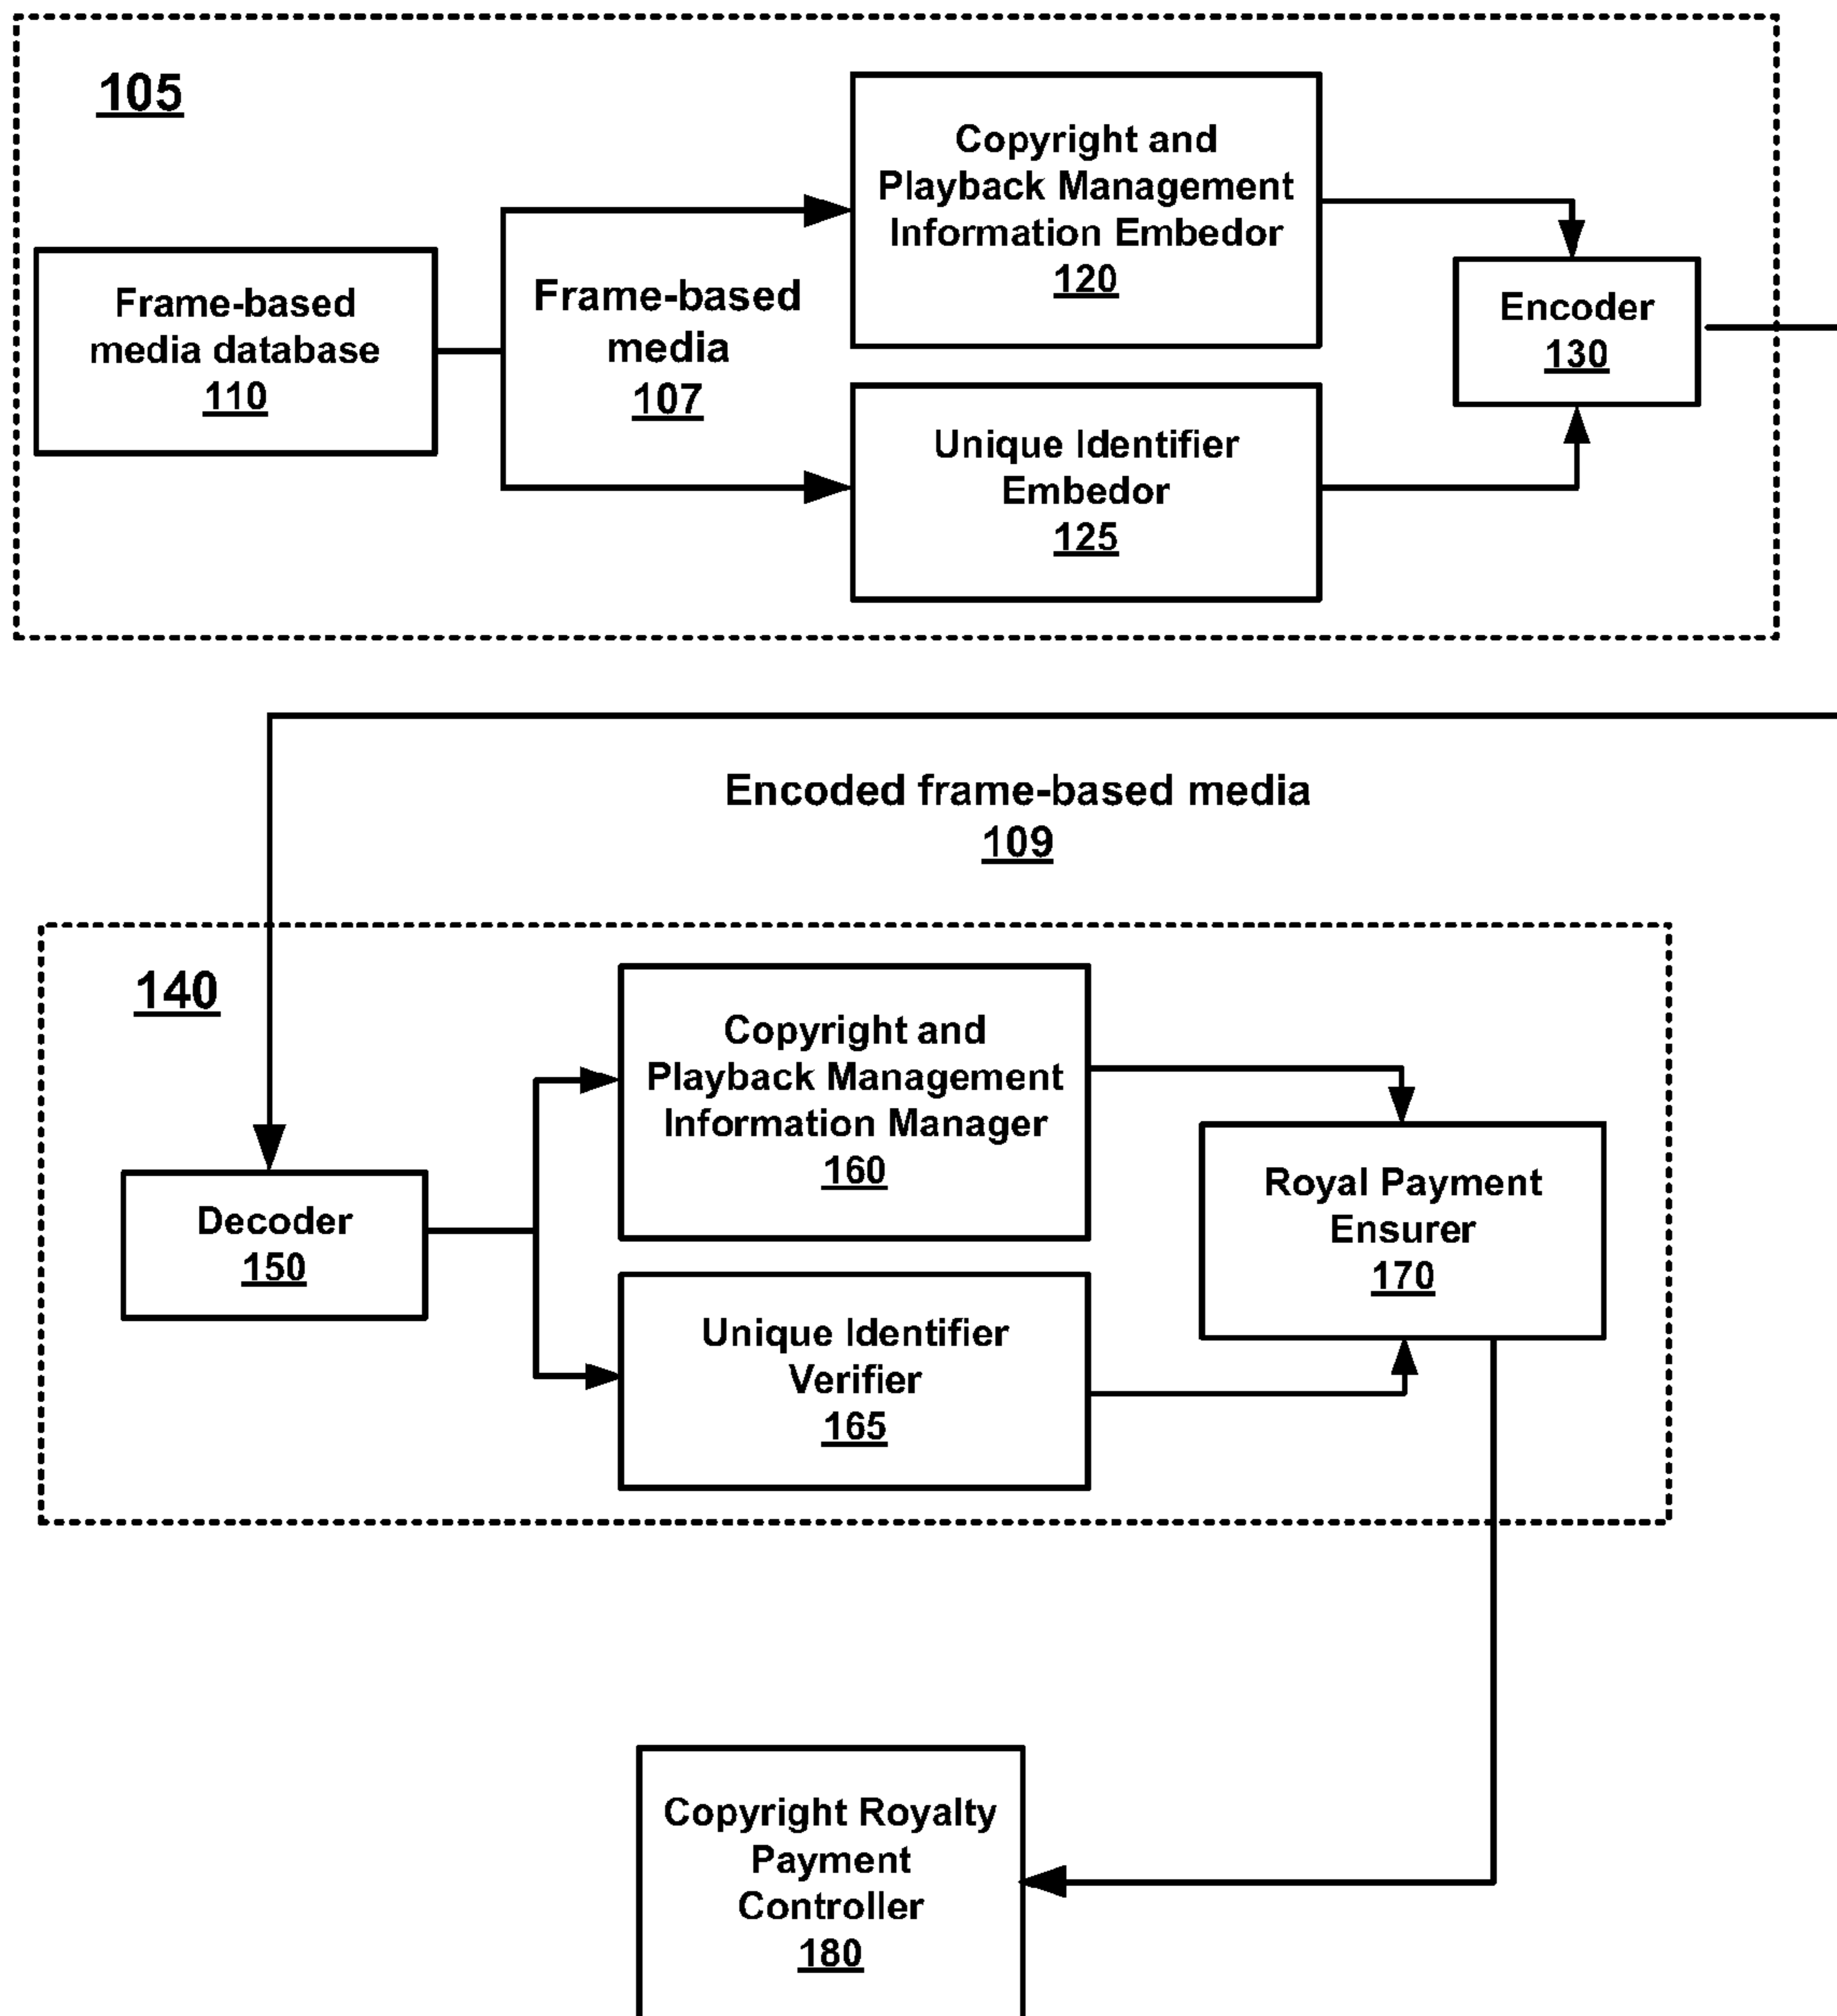 105
Copyright and
Playback Management
Information Embedor
120
Frame-based
media database
110
Frame-based
media
107
Encoder
130
Unique Identifier
Embedor
125
Encoded frame-based media
109
140
Copyright and
Playback Management
Information Manager
160
Decoder
150
Royal Payment
Ensurer
170
Unique Identifier
Verifier
165
Copyright Royalty
Payment
Controller
180